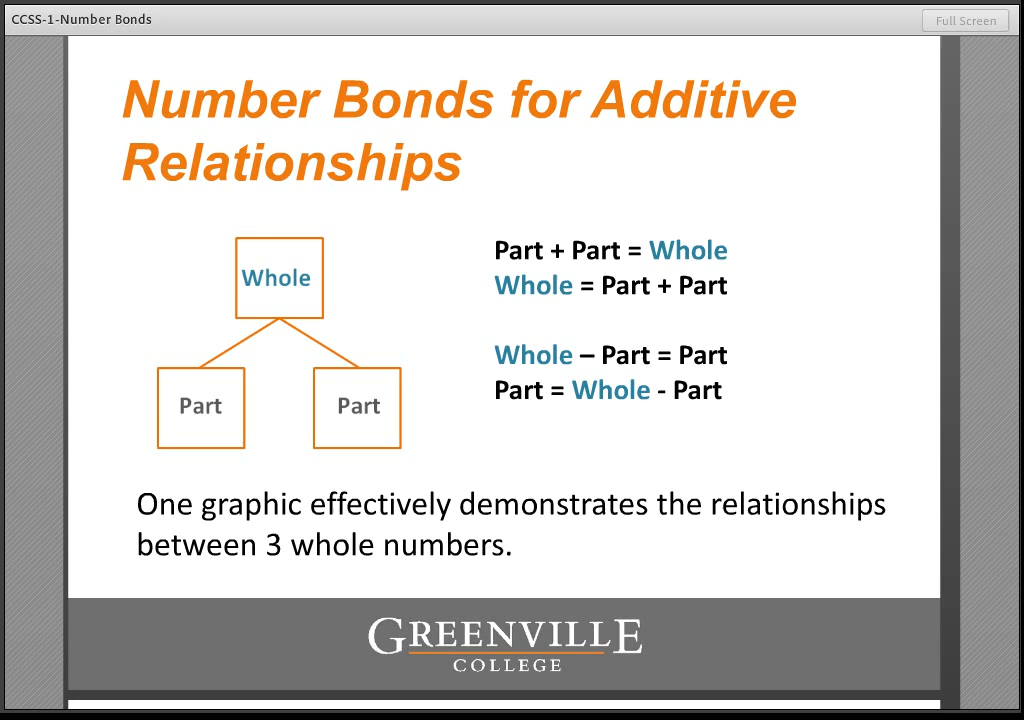 CCSS-1-Number Bonds
Full Screen
Number Bonds for Additive
Relationships
Whole
Part
Part
Part + Part = Whole
Whole = Part + Part
Whole – Part = Part
Part = Whole - Part
One graphic effectively demonstrates the relationships
between 3 whole numbers.
GREENVILLE
COLLEGE